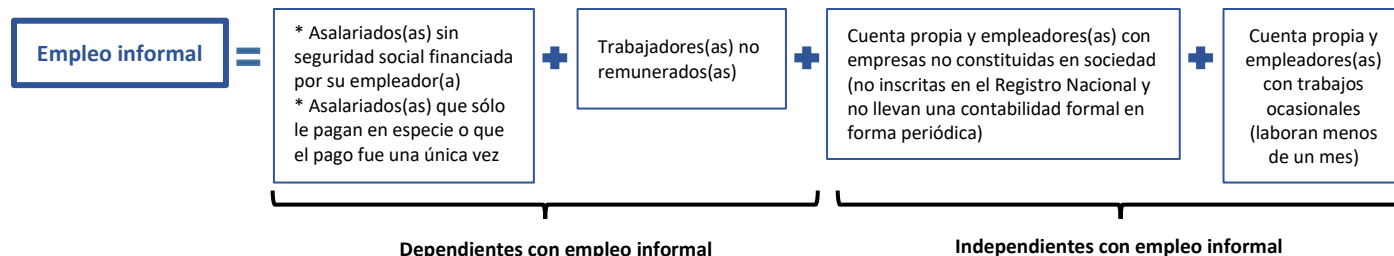 Empleo informal
=
* Asalariados(as) sin
seguridad social financiada
por su empleador(a)
* Asalariados(as) que sólo
le pagan en especie o que
el pago fue una única vez
Trabajadores(as) no
remunerados(as)
Cuenta propia y empleadores(as) con
empresas no constituidas en sociedad
(no inscritas en el Registro Nacional y
no llevan una contabilidad formal en
forma periódica)
Cuenta propia y
empleadores(as)
con trabajos
ocasionales
(laboran menos
de un mes)
Dependientes con empleo informal
Independientes con empleo informal